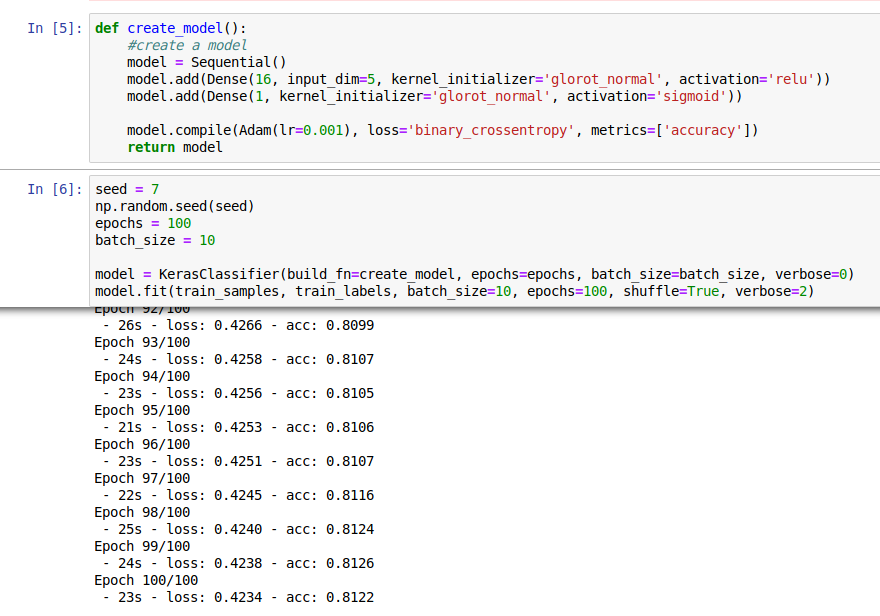 In [5]: def create_model():
#create a model
model = Sequential()
model.add(Dense(16, input_dim=5, kernel_initializer='glorot_normal', activation='relu'))
model.add(Dense(1, kernel_initializer='glorot_normal', activation='sigmoid'))
model.compile(Adam(lr=0.001), loss='binary_crossentropy', metrics=['accuracy'])
return model
In [6]: seed = 7
np.random.seed(seed)
epochs = 100
batch_size = 10
model = KerasClassifier(build_fn=create_model, epochs=epochs, batch_size=batch_size, verbose=0)
model.fit(train_samples, train_labels, batch_size=10, epochs=100, shuffle=True, verbose=2)
Epoch 92/100
- 26s - loss: 0.4266 - acc: 0.8099
Epoch 93/100
- 24s - loss: 0.4258 - acc: 0.8107
Epoch 94/100
- 23s - loss: 0.4256 - acc: 0.8105
Epoch 95/100
- 21s - loss: 0.4253 - acc: 0.8106
Epoch 96/100
- 23s - loss: 0.4251 - acc: 0.8107
Epoch 97/100
- 22s - loss: 0.4245 - acc: 0.8116
Epoch 98/100
- 25s - loss: 0.4240 - acc: 0.8124
Epoch 99/100
- 24s - loss: 0.4238 - acc: 0.8126
Epoch 100/100
- 23s - loss: 0.4234 - acc: 0.8122